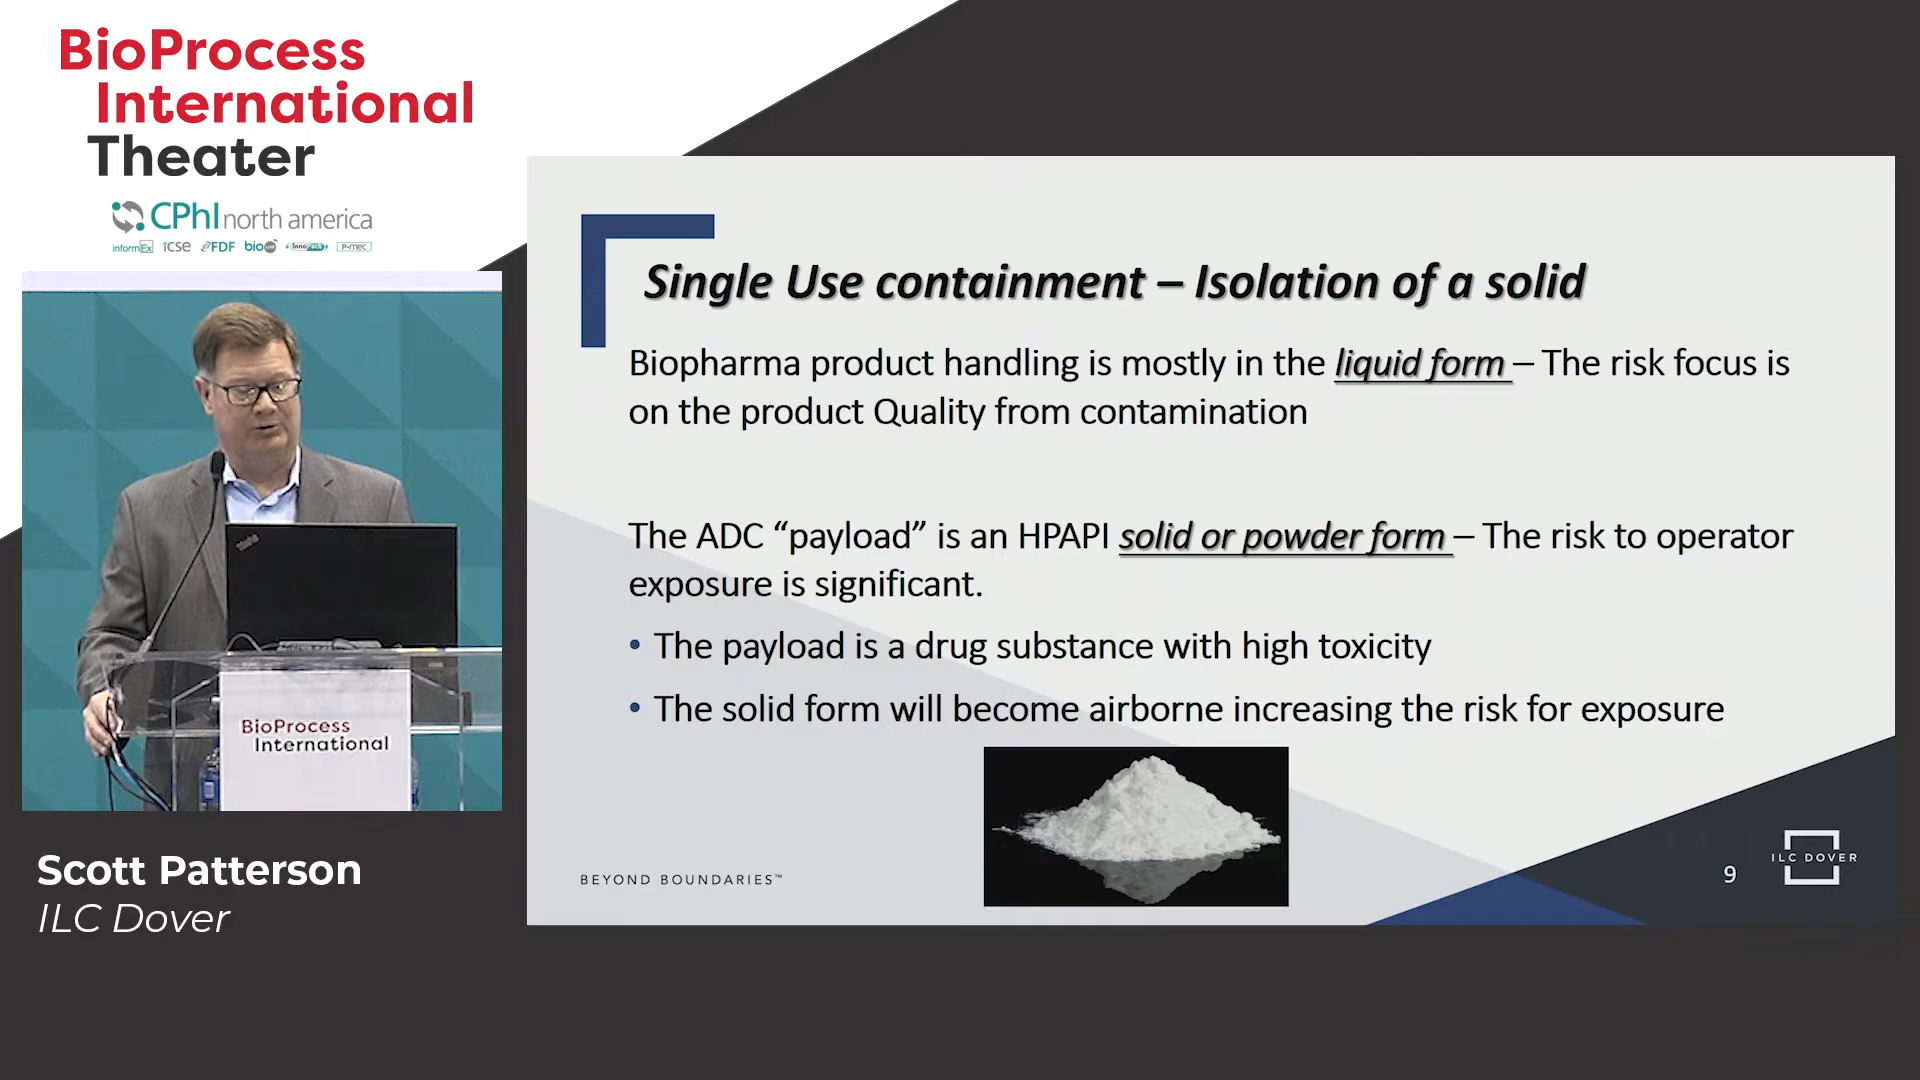 BioProcess
International
Theater
CPhI north america
informEx icse FDF bio InnoPack P-mec
BioProcess
International
Scott Patterson
ILC Dover
Single Use containment – Isolation of a solid
Biopharma product handling is mostly in the liquid form – The risk focus is
on the product Quality from contamination
The ADC “payload” is an HPAPI solid or powder form – The risk to operator
exposure is significant.
• The payload is a drug substance with high toxicity
• The solid form will become airborne increasing the risk for exposure
BEYOND BOUNDARIES™
9
ILC DOVER